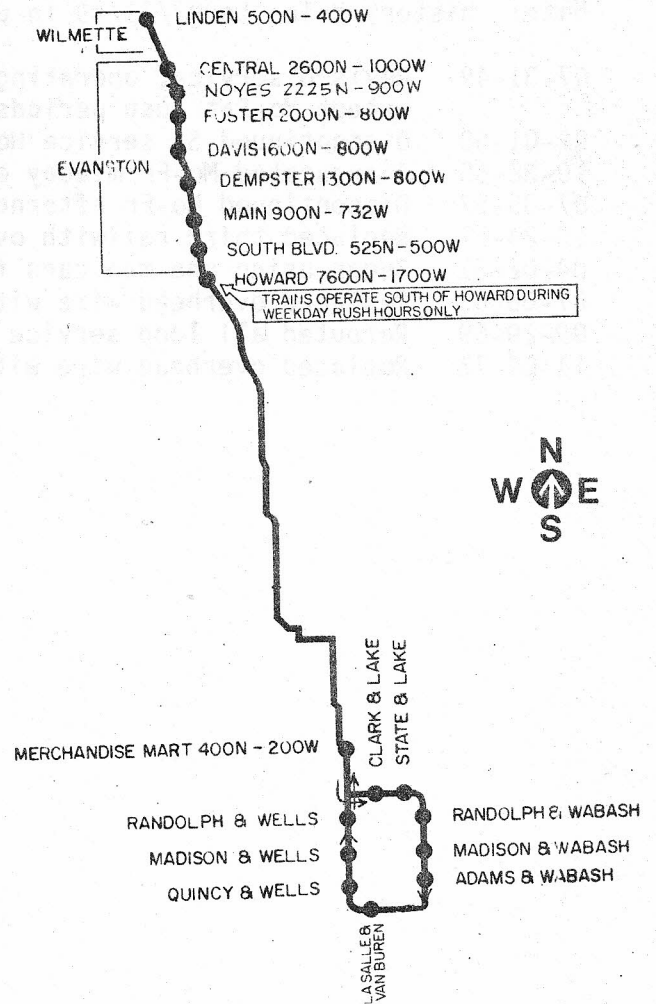 LINDEN 500N - 400W
WILMETTE
CENTRAL 2600N - 1000W
NOYES 2225N - 900W
FOSTER 2000N - 800W
DAVIS 1600N - 800W
EVANSTON
DEMPSTER 1300N - 800W
MAIN 900N - 732W
SOUTH BLVD. 525N - 500W
HOWARD 7600N - 1700W
TRAINS OPERATE SOUTH OF HOWARD DURING
WEEKDAY RUSH HOURS ONLY
N
W E
S
CLARK & LAKE
STATE & LAKE
MERCHANDISE MART 400N - 200W
RANDOLPH & WELLS
RANDOLPH & WABASH
MADISON & WELLS
MADISON & WABASH
QUINCY & WELLS
ADAMS & WABASH
LA SALLE &
VAN BUREN